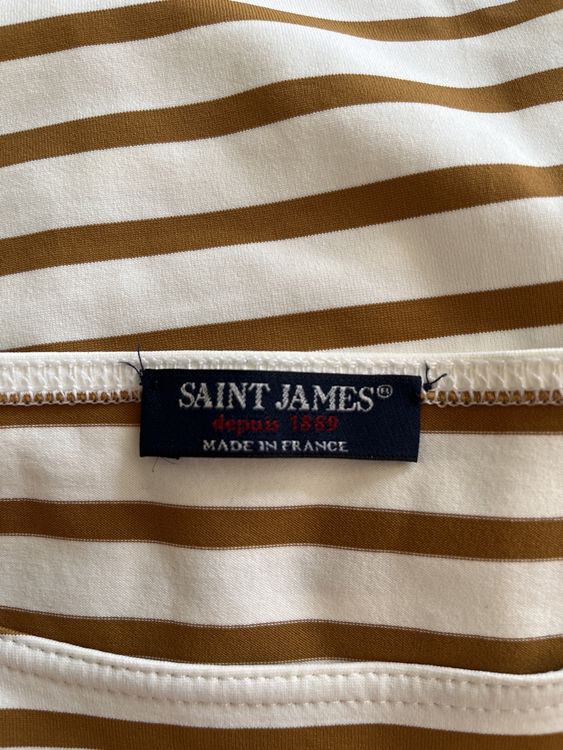 SAINT JAMES®
depuis 1889
MADE IN FRANCE